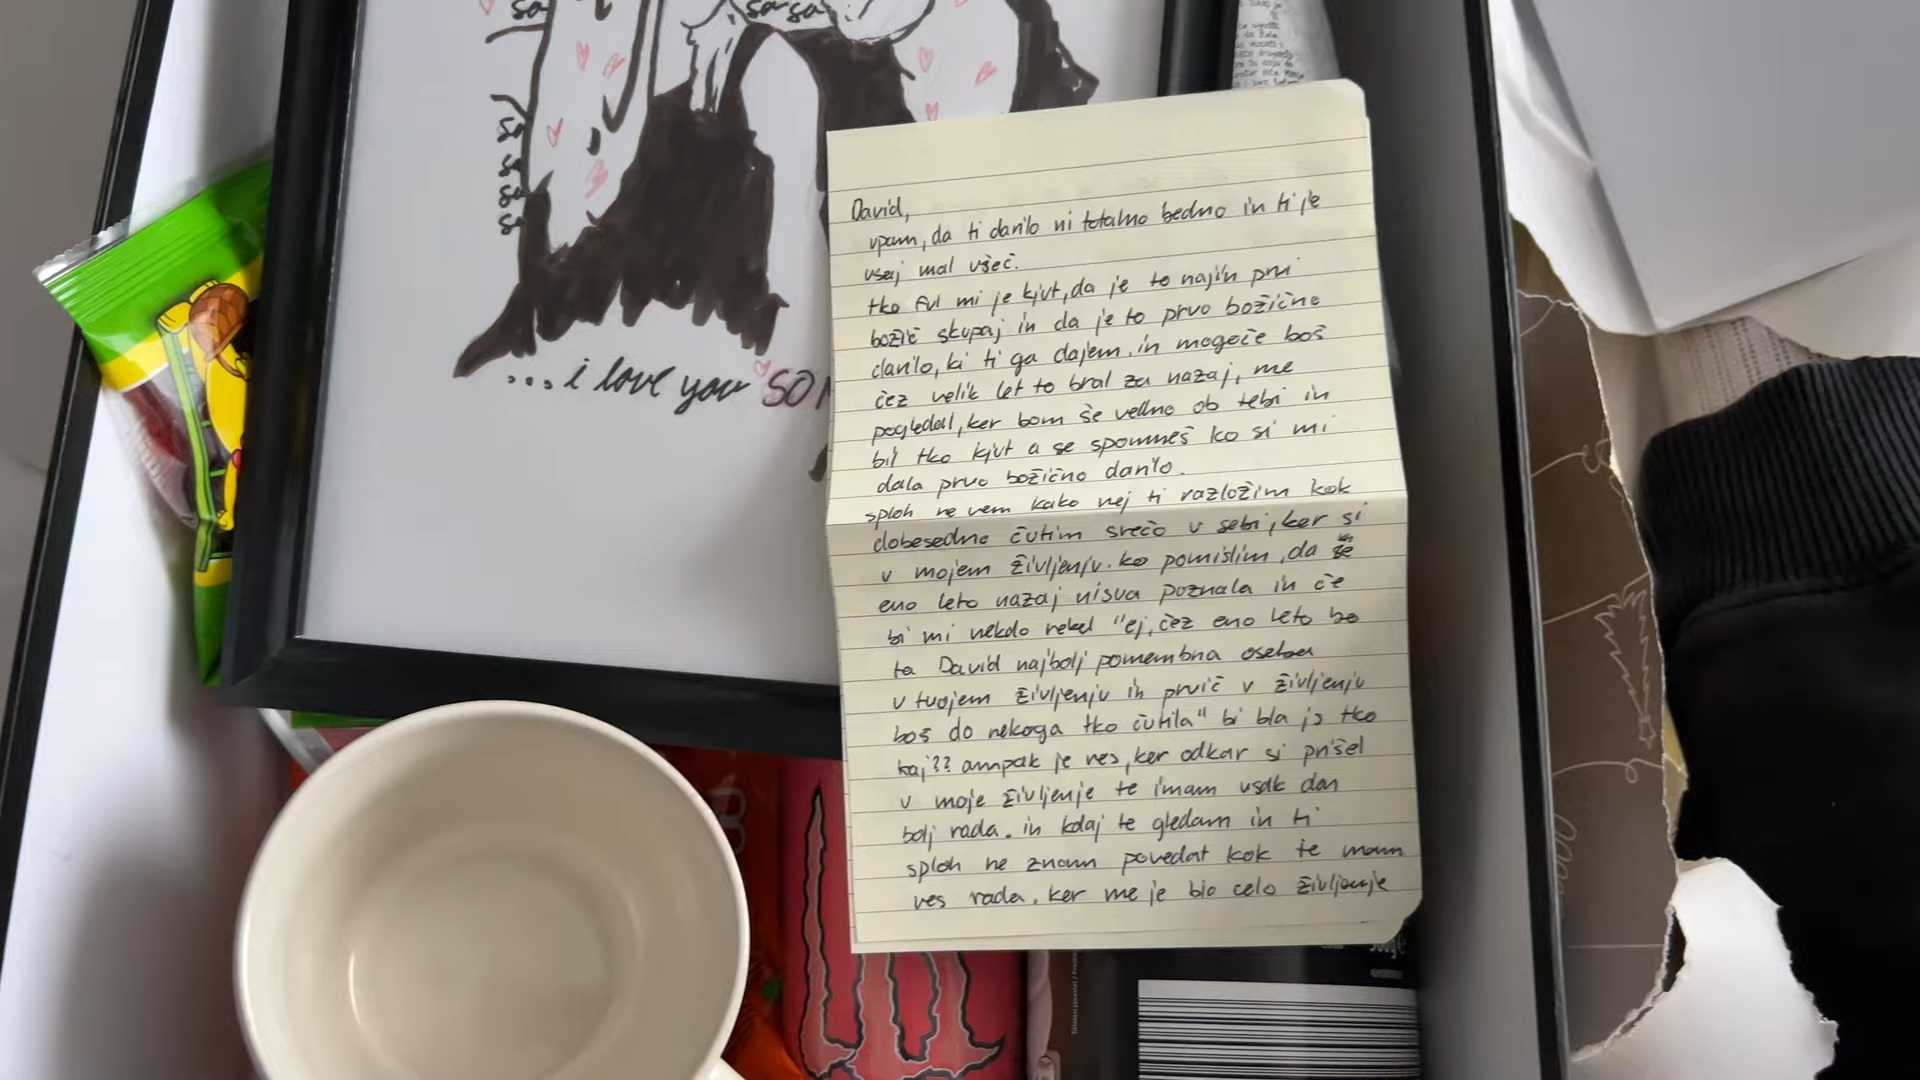 sa
sasa
sa
sa
sa
sa
...i love you SO
David,
upam, da ti darilo ni totalno bedno in ti je
vsaj mal všeč.
tko ful mi je kjut, da je to najin prvi
božič skupaj in da je to prvo božično
darilo, ki ti ga dajem. in mogoče boš
čez velik let to bral za nazaj, me
pogledal, ker bom še vedno ob tebi in
bil tko kjut a se spomneš ko si mi
dala prvo božično darilo.
sploh ne vem kako nej ti razložim kok
dobesedno čutim srečo v sebi, ker si
v mojem življenju. ko pomislim, da se
eno leto nazaj nisva poznala in če
bi mi nekdo rekel "ej, čez eno leto bo
ta David najbolj pomembna oseba
v tvojem življenju in prvič v življenju
boš do nekoga tko čutila" bi bla js tko
kaj?? ampak je res, ker odkar si prišel
v moje življenje te imam vsak dan
bolj rada. in kdaj te gledam in ti
sploh ne znam povedat kok te mam
res rada, ker me je blo celo življenje